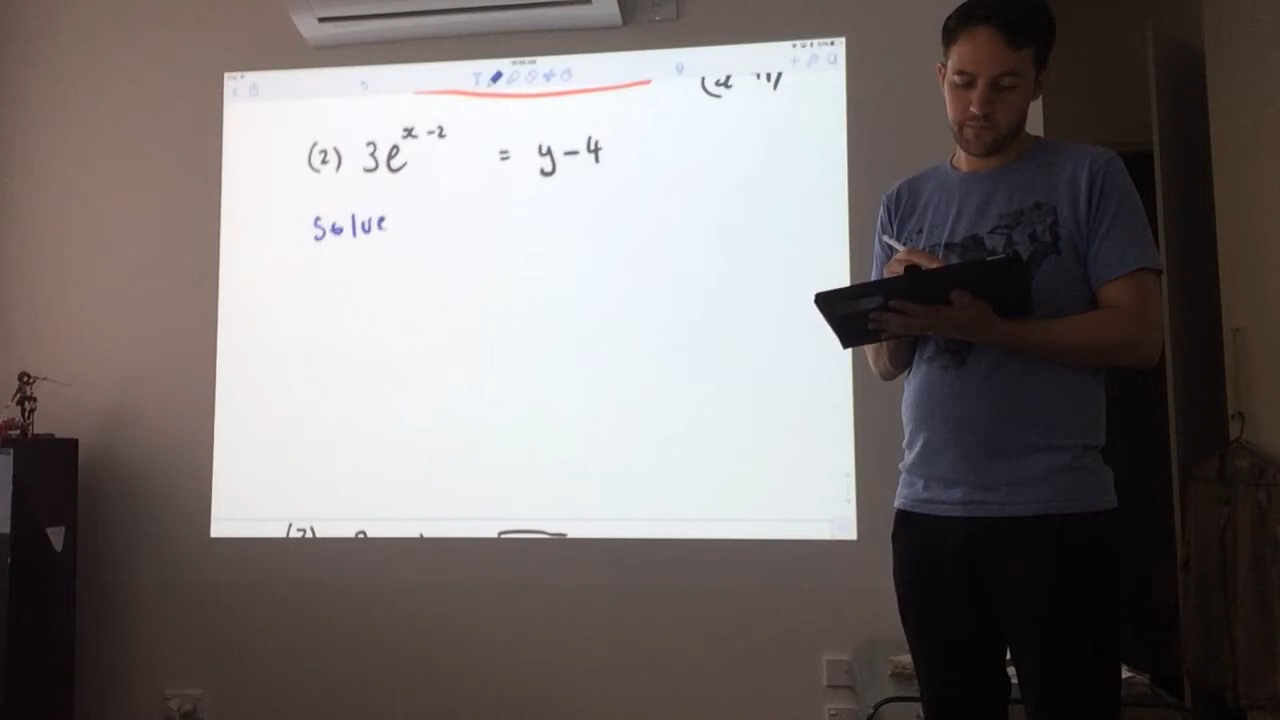 (2) 3e^{x-2} = y-4
Solve